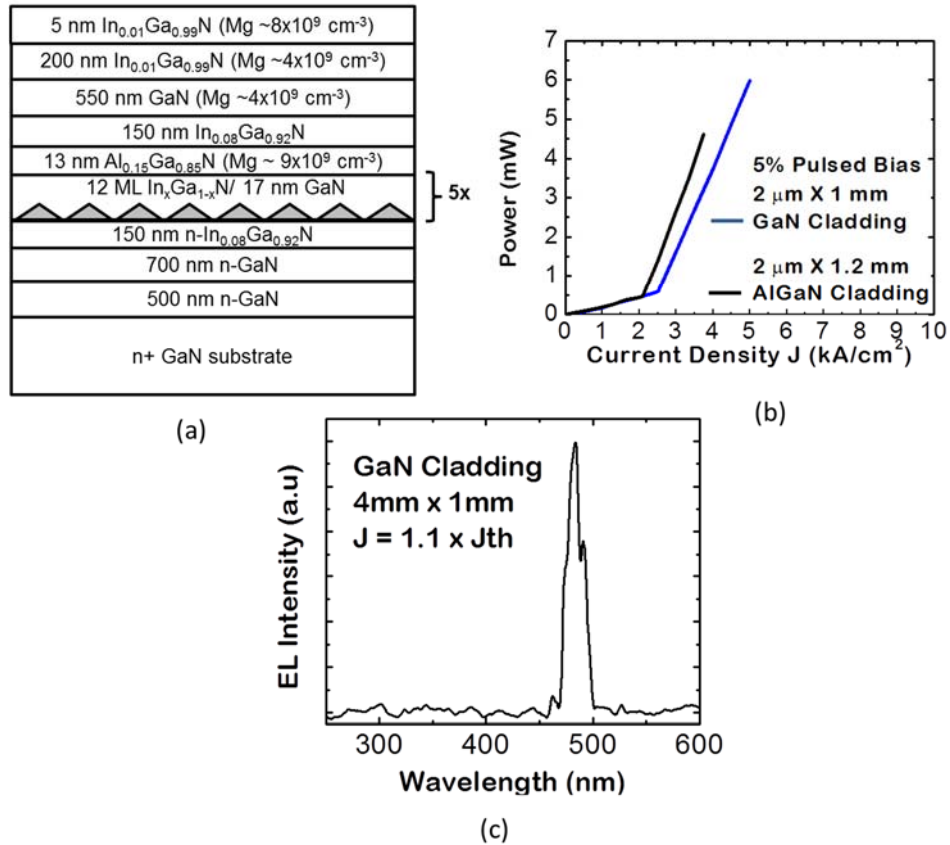 5 nm In0.01Ga0.99N (Mg ~8x10⁹ cm⁻³)
200 nm In0.01Ga0.99N (Mg ~4x10⁹ cm⁻³)
550 nm GaN (Mg ~4x10⁹ cm⁻³)
150 nm In0.08Ga0.92N
13 nm Al0.15Ga0.85N (Mg ~ 9x10⁹ cm⁻³)
12 ML InxGa1-xN/ 17 nm GaN
5x
150 nm n-In0.08Ga0.92N
700 nm n-GaN
500 nm n-GaN
n+ GaN substrate
(a)
Power (mW)
7
6
5
4
3
2
1
0
5% Pulsed Bias
2 µm X 1 mm
GaN Cladding
2 µm X 1.2 mm
AlGaN Cladding
0 1 2 3 4 5 6 7 8 9 10
Current Density J (kA/cm²)
(b)
EL Intensity (a.u)
GaN Cladding
4mm x 1mm
J = 1.1 x Jth
300 400 500 600
Wavelength (nm)
(c)